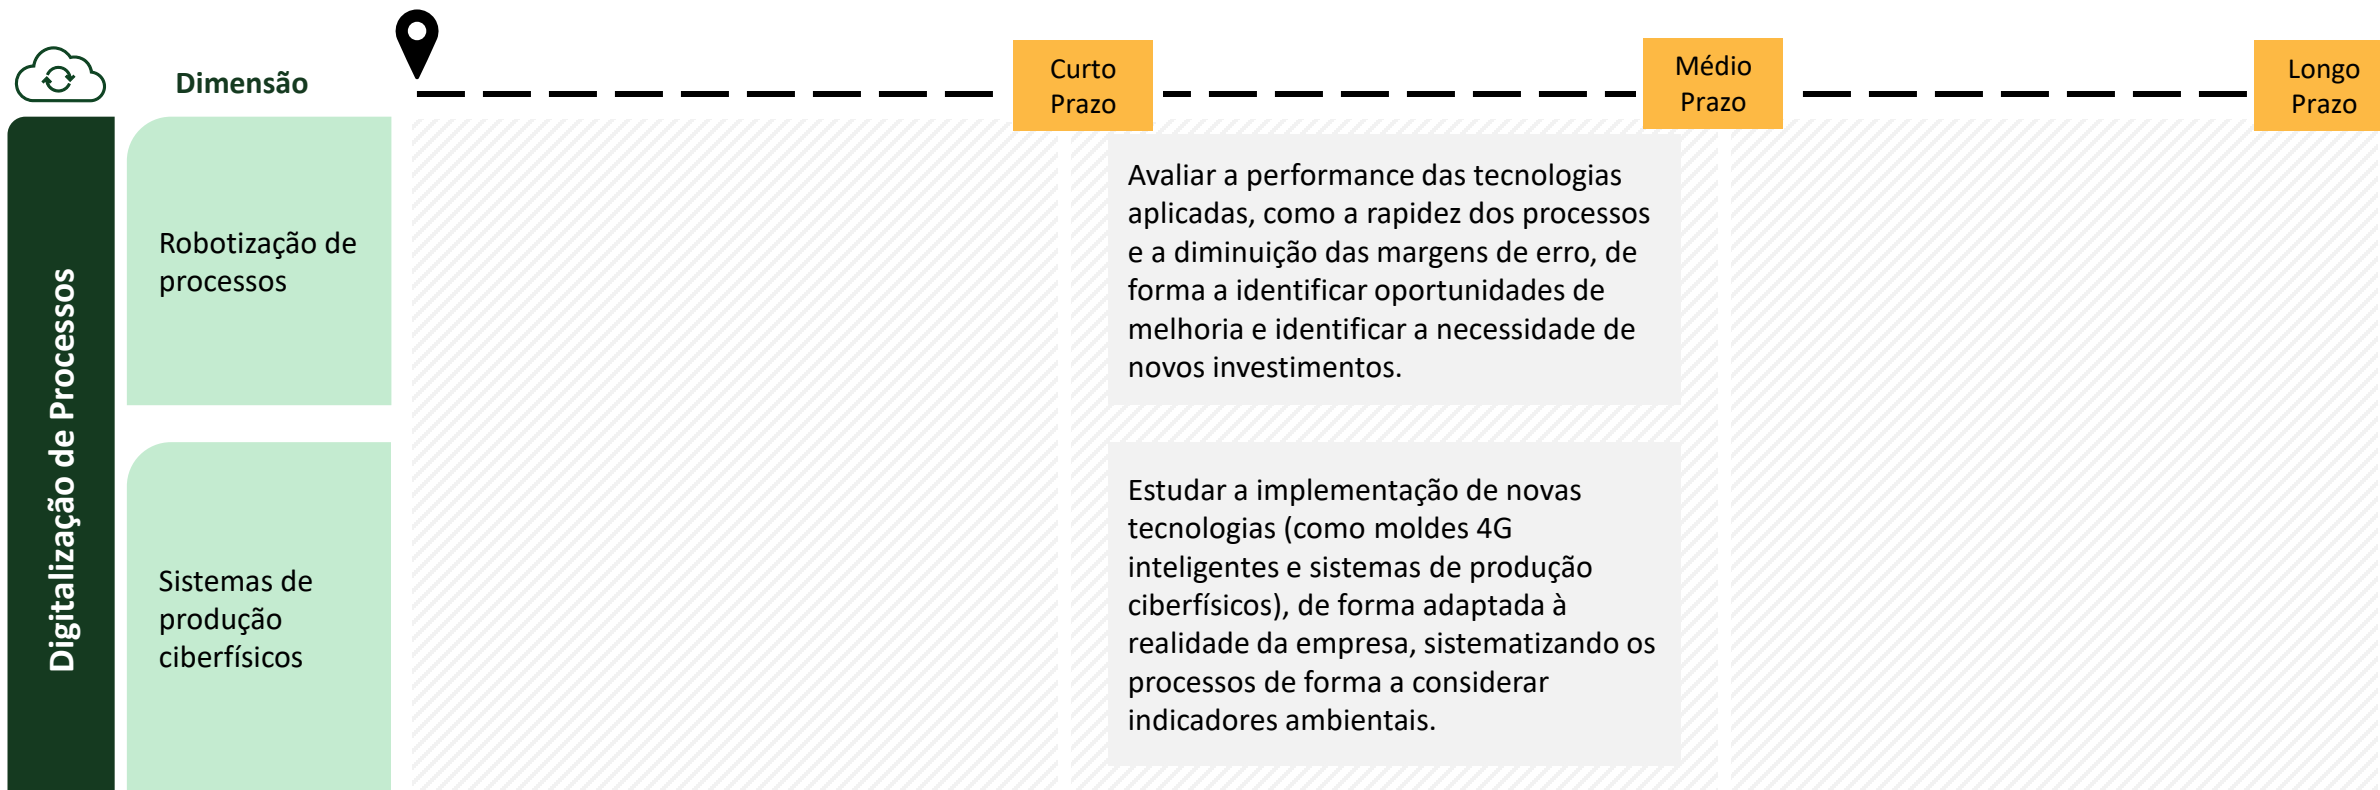 Dimensão
Curto
Prazo
Médio
Prazo
Longo
Prazo
Digitalização de Processos
Robotização de
processos
Avaliar a performance das tecnologias
aplicadas, como a rapidez dos processos
e a diminuição das margens de erro, de
forma a identificar oportunidades de
melhoria e identificar a necessidade de
novos investimentos.
Sistemas de
produção
ciberfísicos
Estudar a implementação de novas
tecnologias (como moldes 4G
inteligentes e sistemas de produção
ciberfísicos), de forma adaptada à
realidade da empresa, sistematizando os
processos de forma a considerar
indicadores ambientais.